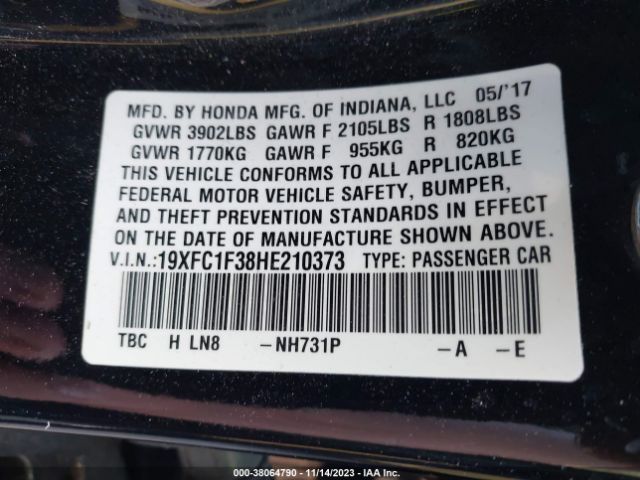 MFD. BY HONDA MFG. OF INDIANA, LLC 05/'17
GVWR 3902LBS GAWR F 2105LBS R 1808LBS
GVWR 1770KG GAWR F 955KG R 820KG
THIS VEHICLE CONFORMS TO ALL APPLICABLE
FEDERAL MOTOR VEHICLE SAFETY, BUMPER,
AND THEFT PREVENTION STANDARDS IN EFFECT
ON THE DATE OF MANUFACTURE SHOWN ABOVE.
V.I.N.:19XFC1F38HE210373 TYPE: PASSENGER CAR
TBC H LN8 -NH731P -A -E
000-38064790 - 11/14/2023 - IAA Inc.